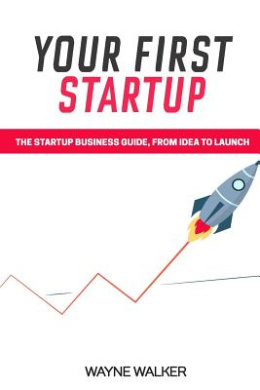 YOUR FIRST
STARTUP
THE STARTUP BUSINESS GUIDE, FROM IDEA TO LAUNCH
WAYNE WALKER